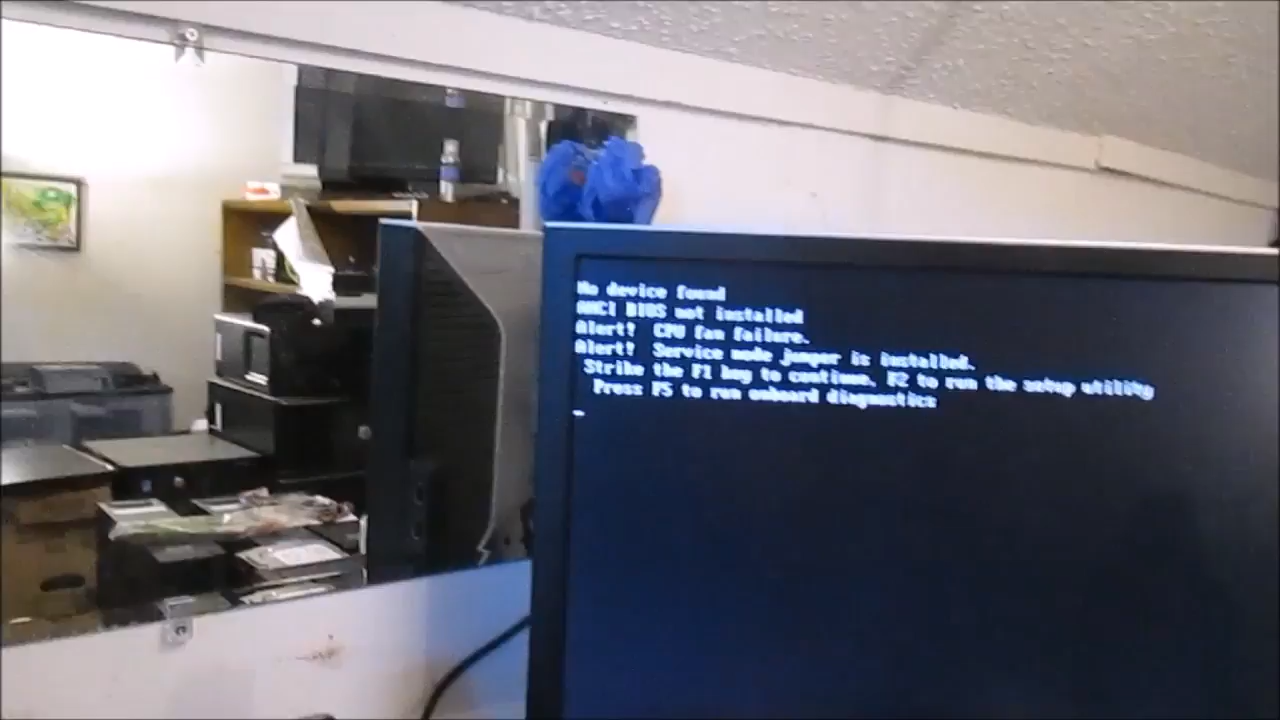 No device found
AHCI BIOS not installed
Alert! CPU fan failure.
Alert! Service mode jumper is installed.
Strike the F1 key to continue, F2 to run the setup utility
Press F5 to run onboard diagnostics